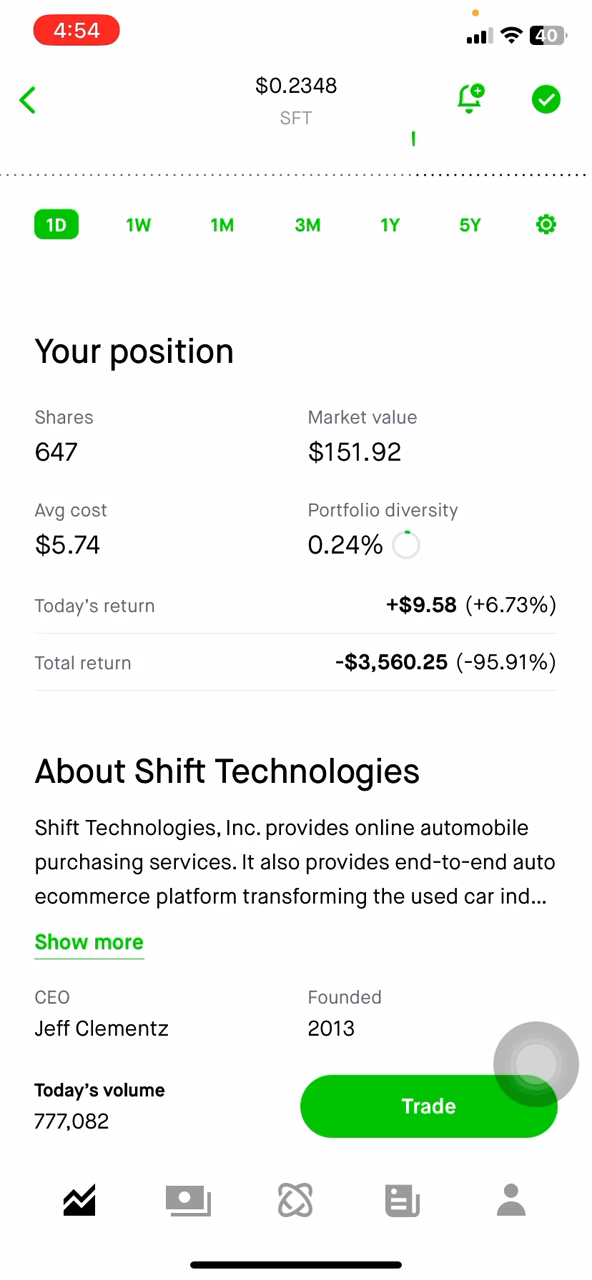 4:54
40
$0.2348
SFT
1D 1W 1M 3M 1Y 5Y
Your position
Shares Market value
647 $151.92
Avg cost Portfolio diversity
$5.74 0.24%
Today's return +$9.58 (+6.73%)
Total return -$3,560.25 (-95.91%)
About Shift Technologies
Shift Technologies, Inc. provides online automobile
purchasing services. It also provides end-to-end auto
ecommerce platform transforming the used car ind...
Show more
CEO Founded
Jeff Clementz 2013
Today's volume
777,082
Trade